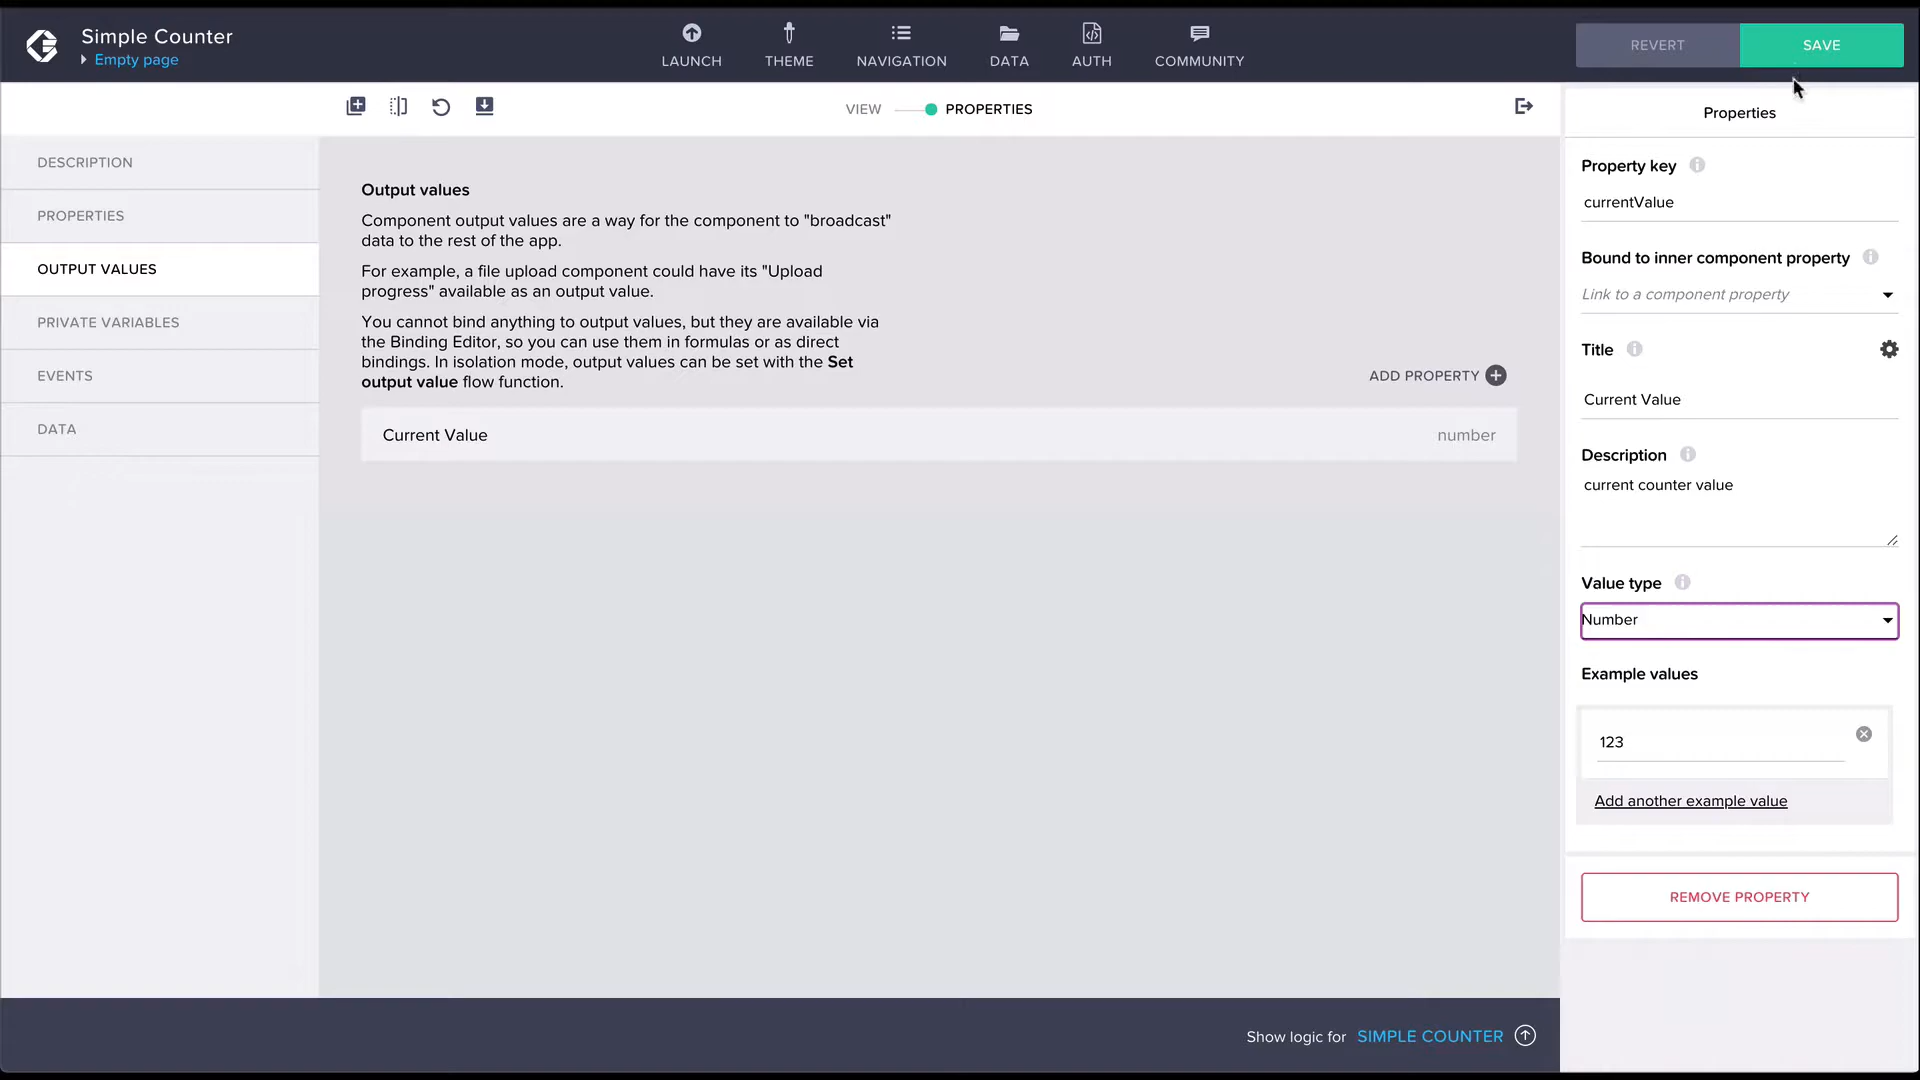 Simple Counter
Empty page
LAUNCH
THEME
NAVIGATION
DATA
AUTH
COMMUNITY
REVERT
SAVE
VIEW
PROPERTIES
Properties
DESCRIPTION
PROPERTIES
OUTPUT VALUES
PRIVATE VARIABLES
EVENTS
DATA
Output values
Component output values are a way for the component to "broadcast"
data to the rest of the app.
For example, a file upload component could have its "Upload
progress" available as an output value.
You cannot bind anything to output values, but they are available via
the Binding Editor, so you can use them in formulas or as direct
bindings. In isolation mode, output values can be set with the Set
output value flow function.
ADD PROPERTY
Current Value
number
Property key
currentValue
Bound to inner component property
Link to a component property
Title
Current Value
Description
current counter value
Value type
Number
Example values
123
Add another example value
REMOVE PROPERTY
Show logic for SIMPLE COUNTER